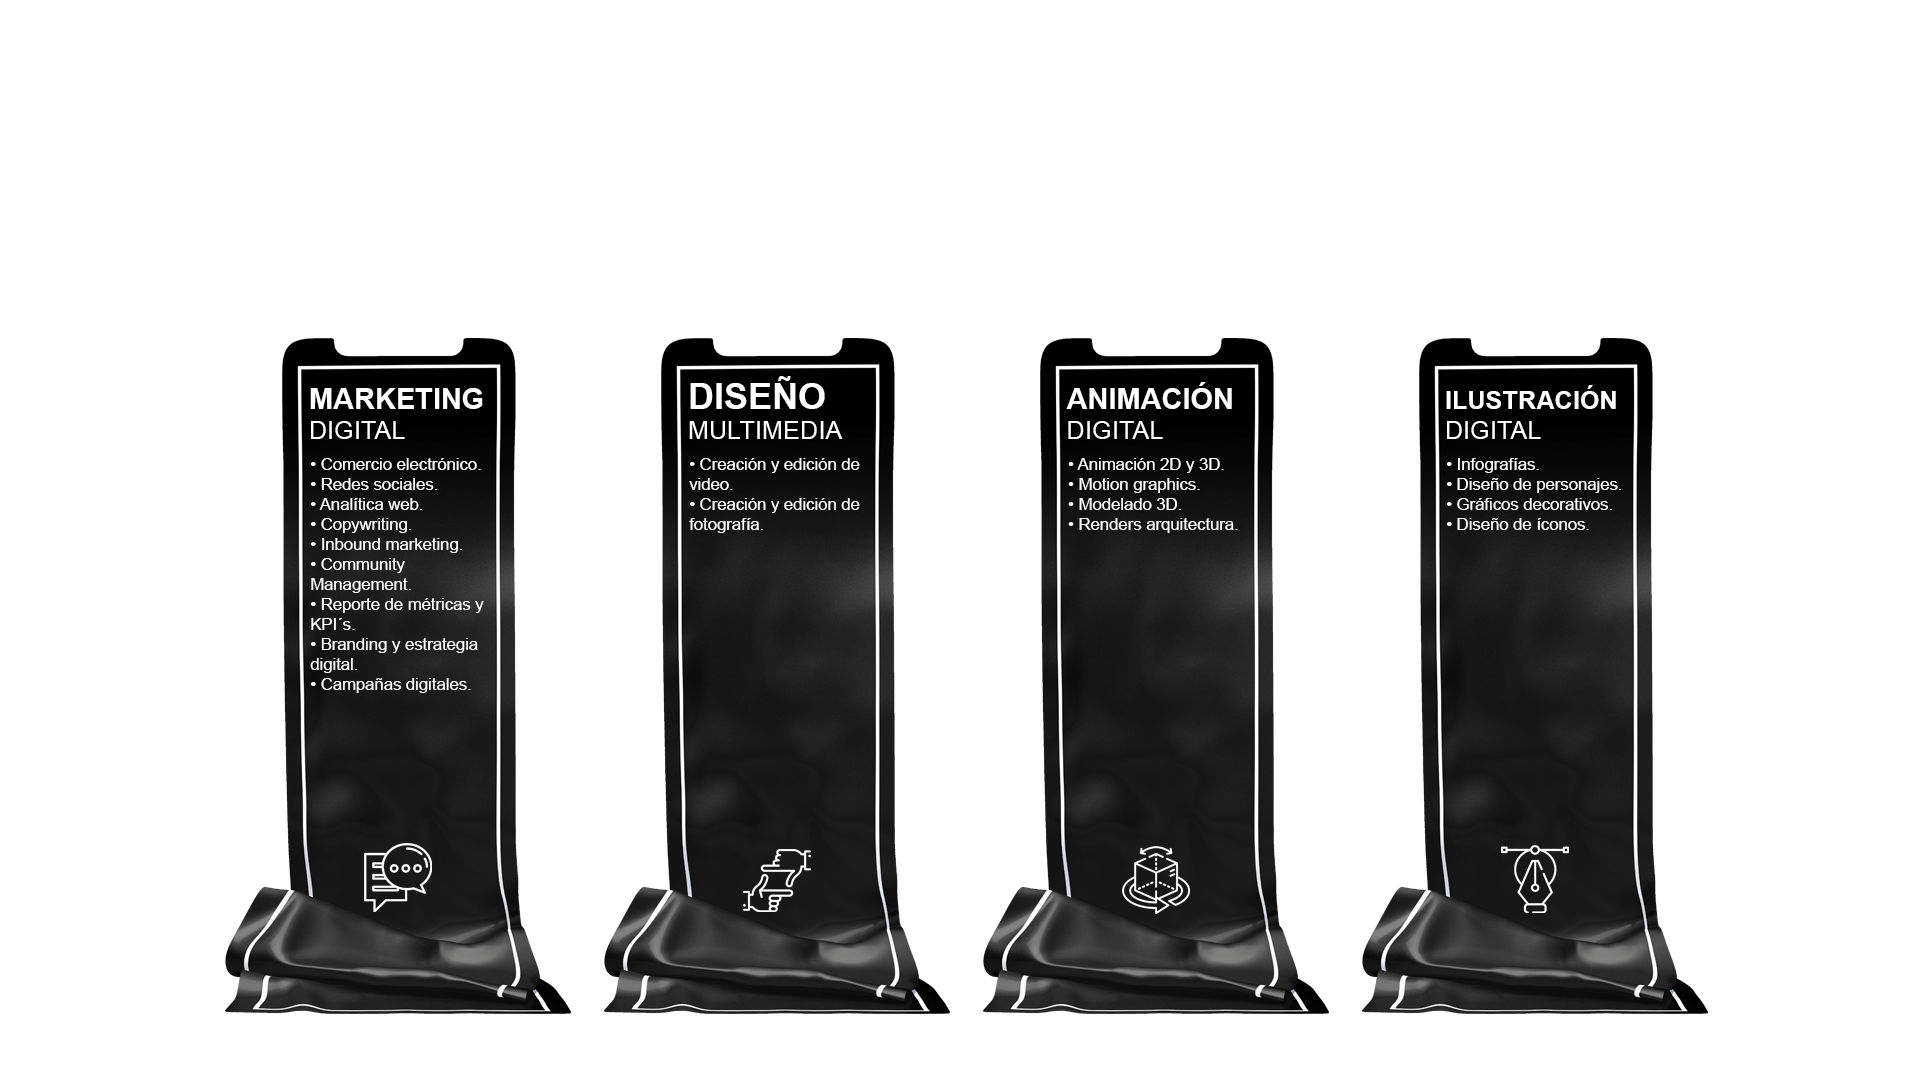 MARKETING
DIGITAL
• Comercio electrónico.
• Redes sociales.
• Analítica web.
• Copywriting.
• Inbound marketing.
• Community
Management.
• Reporte de métricas y
KPI´s.
• Branding y estrategia
digital.
• Campañas digitales.
DISEÑO
MULTIMEDIA
• Creación y edición de
video.
• Creación y edición de
fotografía.
ANIMACIÓN
DIGITAL
• Animación 2D y 3D.
• Motion graphics.
• Modelado 3D.
• Renders arquitectura.
ILUSTRACIÓN
DIGITAL
• Infografías.
• Diseño de personajes.
• Gráficos decorativos.
• Diseño de íconos.